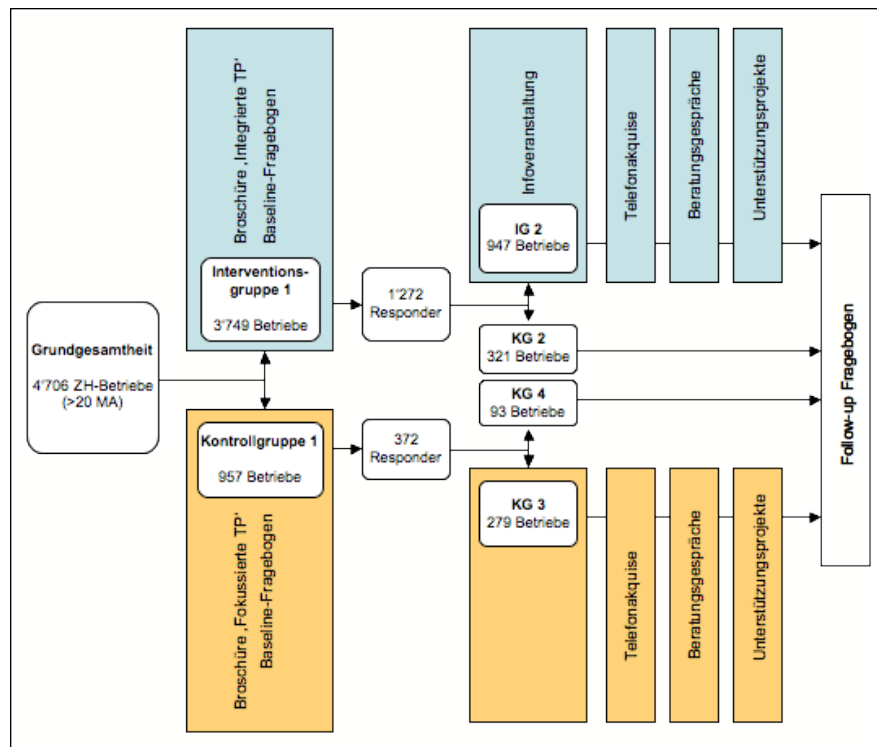 Grundgesamtheit
4'706 ZH-Betriebe
(>20 MA)
Broschüre ‚Integrierte TP'
Baseline-Fragebogen
Interventions-
gruppe 1
3'749 Betriebe
1'272
Responder
Infoveranstaltung
IG 2
947 Betriebe
Telefonakquise
Beratungsgespräche
Unterstützungsprojekte
KG 2
321 Betriebe
KG 4
93 Betriebe
Kontrollgruppe 1
957 Betriebe
Broschüre ‚Fokussierte TP'
Baseline-Fragebogen
372
Responder
KG 3
279 Betriebe
Telefonakquise
Beratungsgespräche
Unterstützungsprojekte
Follow-up Fragebogen